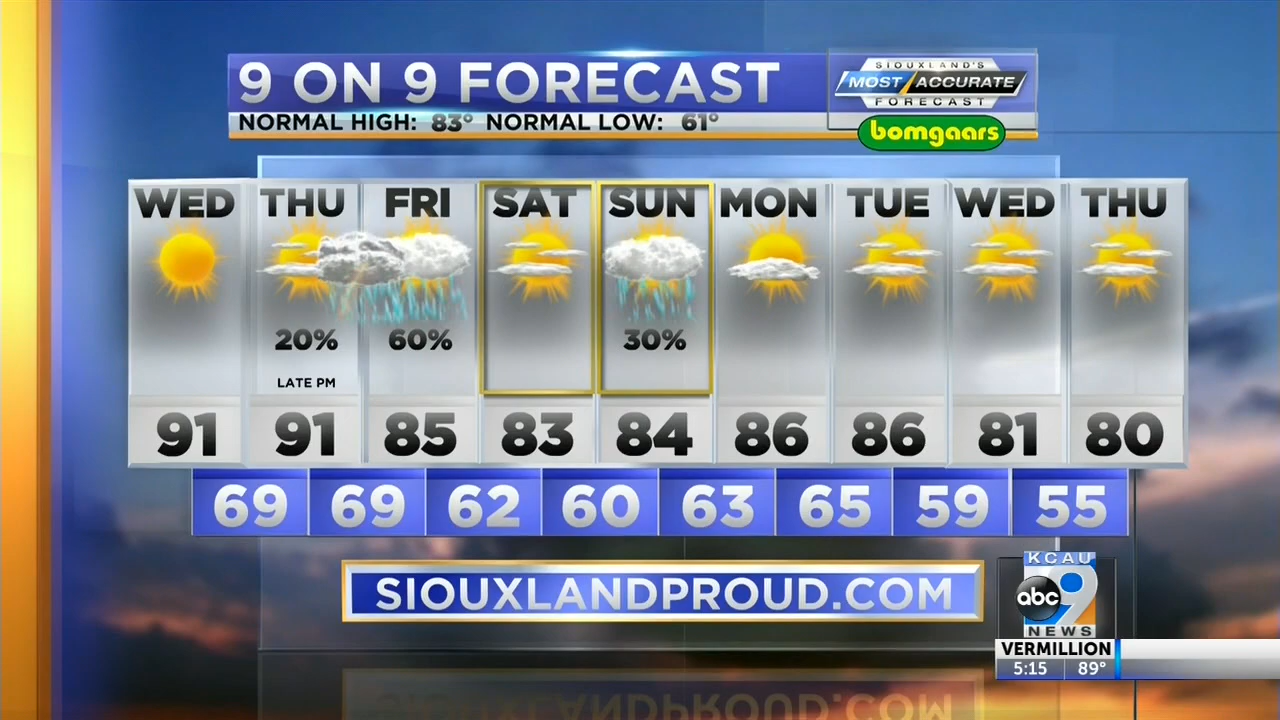 9 ON 9 FORECAST
NORMAL HIGH: 83° NORMAL LOW: 61°
SIOUXLAND'S
MOST ACCURATE
FORECAST
bomgaars
WED THU FRI SAT SUN MON TUE WED THU
20% 60% 30%
LATE PM
91 91 85 83 84 86 86 81 80
69 69 62 60 63 65 59 55
SIOUXLANDPROUD.COM
KCAU
abc 9
NEWS
VERMILLION
5:15 89°
SIOUXLANDPROUD.COM